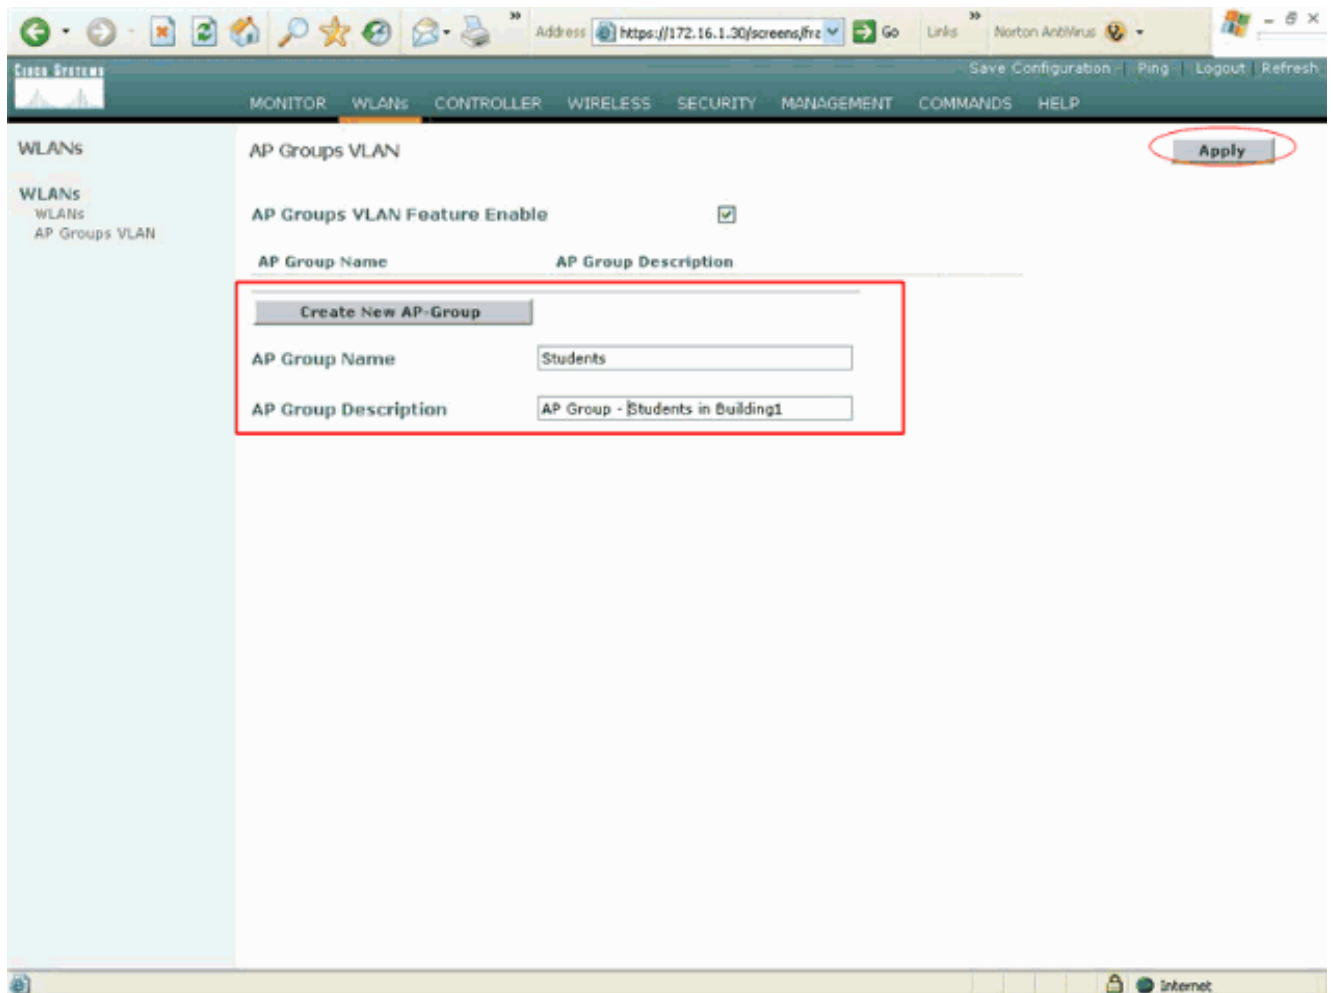 Address https://172.16.1.30/screens/fra Go Links Norton AntiVirus
CISCO SYSTEMS
Save Configuration | Ping | Logout | Refresh
MONITOR WLANs CONTROLLER WIRELESS SECURITY MANAGEMENT COMMANDS HELP
WLANs
AP Groups VLAN
Apply
WLANs
WLANs
AP Groups VLAN
AP Groups VLAN Feature Enable
AP Group Name AP Group Description
Create New AP-Group
AP Group Name Students
AP Group Description AP Group - Students in Building1
Internet